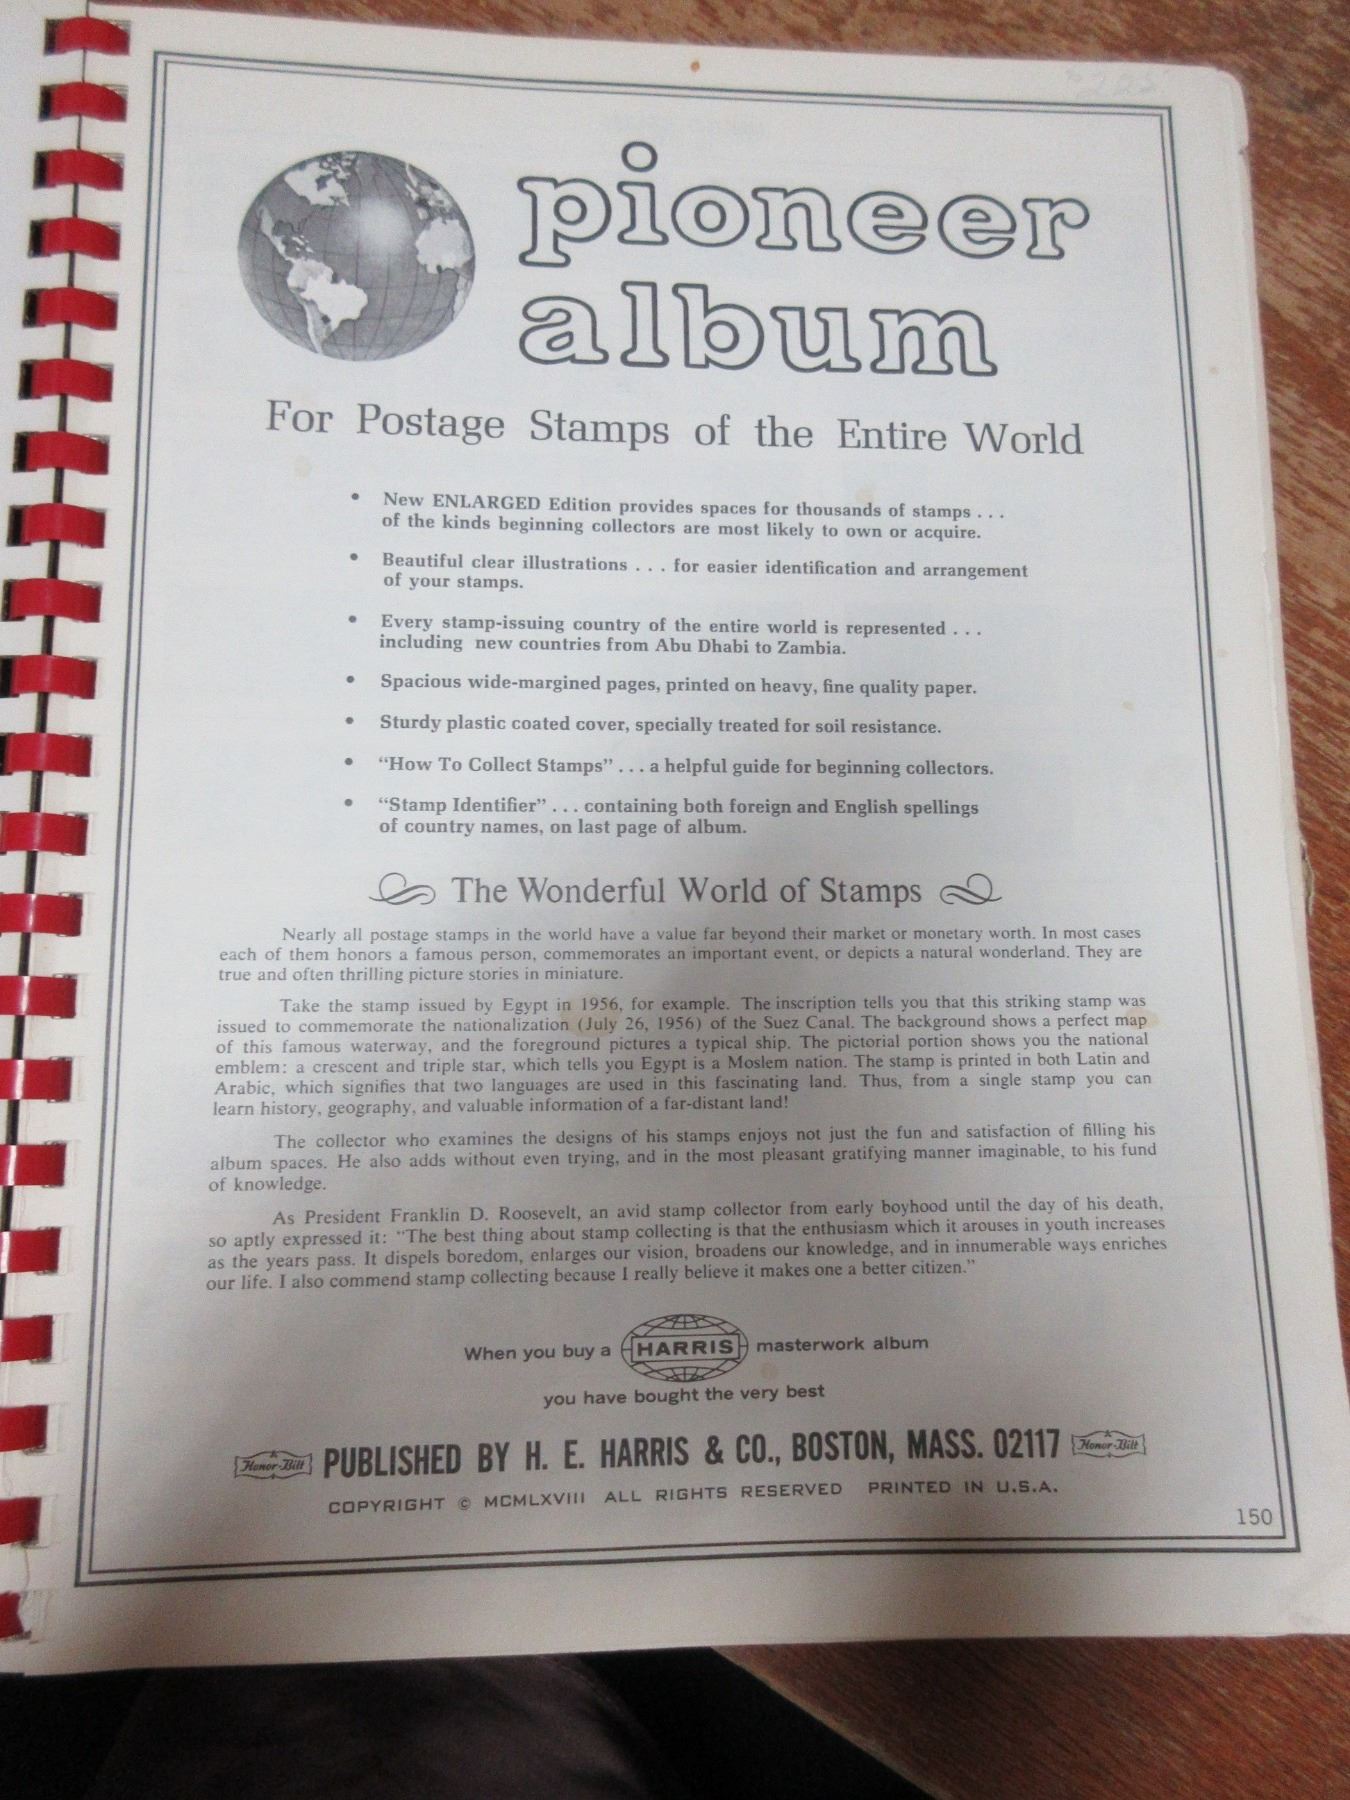 pioneer
album
For Postage Stamps of the Entire World
• New ENLARGED Edition provides spaces for thousands of stamps . . .
of the kinds beginning collectors are most likely to own or acquire.
• Beautiful clear illustrations . . . for easier identification and arrangement
of your stamps.
• Every stamp-issuing country of the entire world is represented . . .
including new countries from Abu Dhabi to Zambia.
• Spacious wide-margined pages, printed on heavy, fine quality paper.
• Sturdy plastic coated cover, specially treated for soil resistance.
• “How To Collect Stamps” . . . a helpful guide for beginning collectors.
• “Stamp Identifier” . . . containing both foreign and English spellings
of country names, on last page of album.
The Wonderful World of Stamps
Nearly all postage stamps in the world have a value far beyond their market or monetary worth. In most cases
each of them honors a famous person, commemorates an important event, or depicts a natural wonderland. They are
true and often thrilling picture stories in miniature.
Take the stamp issued by Egypt in 1956, for example. The inscription tells you that this striking stamp was
issued to commemorate the nationalization (July 26, 1956) of the Suez Canal. The background shows a perfect map
of this famous waterway, and the foreground pictures a typical ship. The pictorial portion shows you the national
emblem: a crescent and triple star, which tells you Egypt is a Moslem nation. The stamp is printed in both Latin and
Arabic, which signifies that two languages are used in this fascinating land. Thus, from a single stamp you can
learn history, geography, and valuable information of a far-distant land!
The collector who examines the designs of his stamps enjoys not just the fun and satisfaction of filling his
album spaces. He also adds without even trying, and in the most pleasant gratifying manner imaginable, to his fund
of knowledge.
As President Franklin D. Roosevelt, an avid stamp collector from early boyhood until the day of his death,
so aptly expressed it: “The best thing about stamp collecting is that the enthusiasm which it arouses in youth increases
as the years pass. It dispels boredom, enlarges our vision, broadens our knowledge, and in innumerable ways enriches
our life. I also commend stamp collecting because I really believe it makes one a better citizen.”
When you buy a HARRIS masterwork album
you have bought the very best
Honor-Bilt PUBLISHED BY H. E. HARRIS & CO., BOSTON, MASS. 02117 Honor-Bilt
COPYRIGHT © MCMLXVIII ALL RIGHTS RESERVED PRINTED IN U.S.A.
150